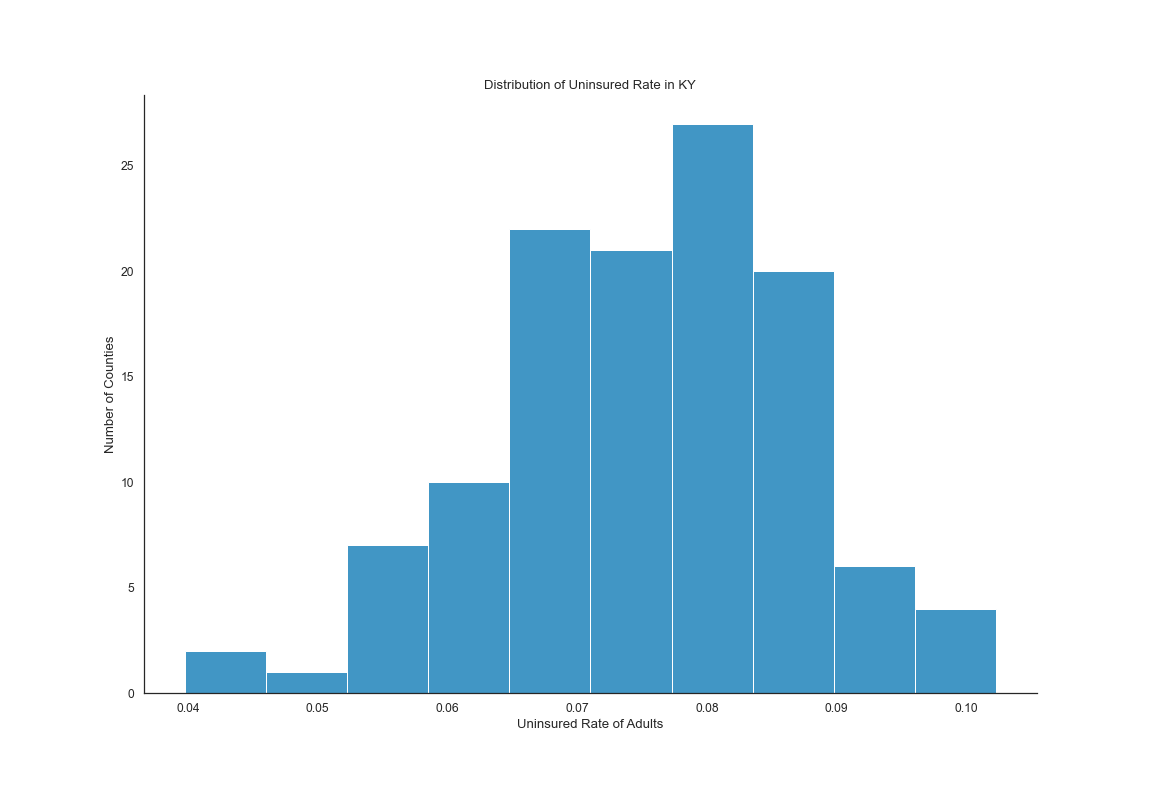 Distribution of Uninsured Rate in KY
Number of Counties
25
20
15
10
5
0
0.04 0.05 0.06 0.07 0.08 0.09 0.10
Uninsured Rate of Adults